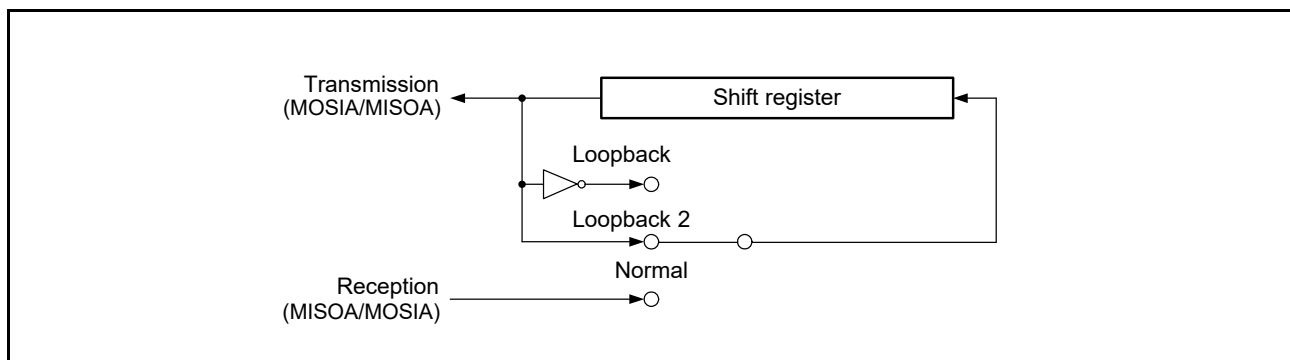 Transmission
(MOSIA/MISOA)
Shift register
Loopback
Loopback 2
Normal
Reception
(MISOA/MOSIA)